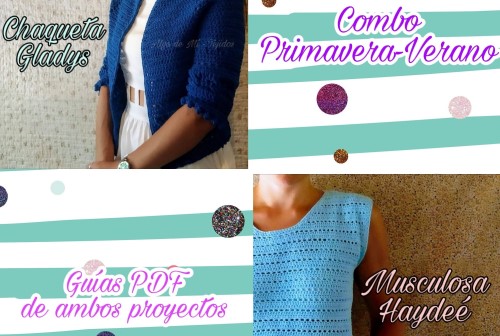 Chaqueta
Gladys
Combo
Primavera-Verano
Guías PDF
de ambos proyectos
Musculosa
Haydeé